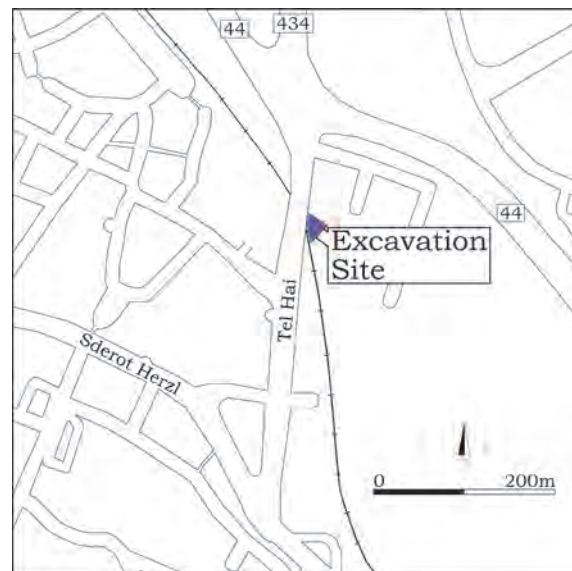 44
434
44
Excavation
Site
Tel Hai
Sderot Herzl
0 200m